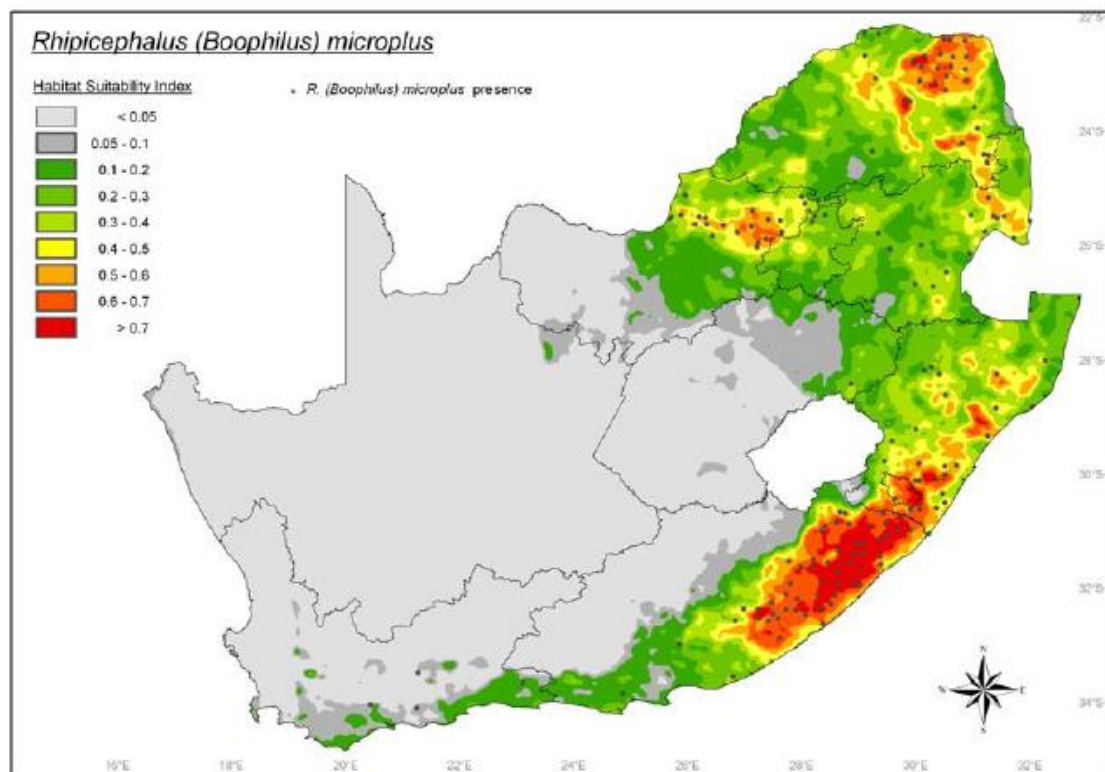 Rhipicephalus (Boophilus) microplus
Habitat Suitability Index
R. (Boophilus) microplus presence
< 0.05
0.05 - 0.1
0.1 - 0.2
0.2 - 0.3
0.3 - 0.4
0.4 - 0.5
0.5 - 0.6
0.6 - 0.7
> 0.7
22°S
24°S
26°S
28°S
30°S
32°S
34°S
N
W
E
S
16°E
18°E
20°E
22°E
24°E
26°E
28°E
30°E
32°E